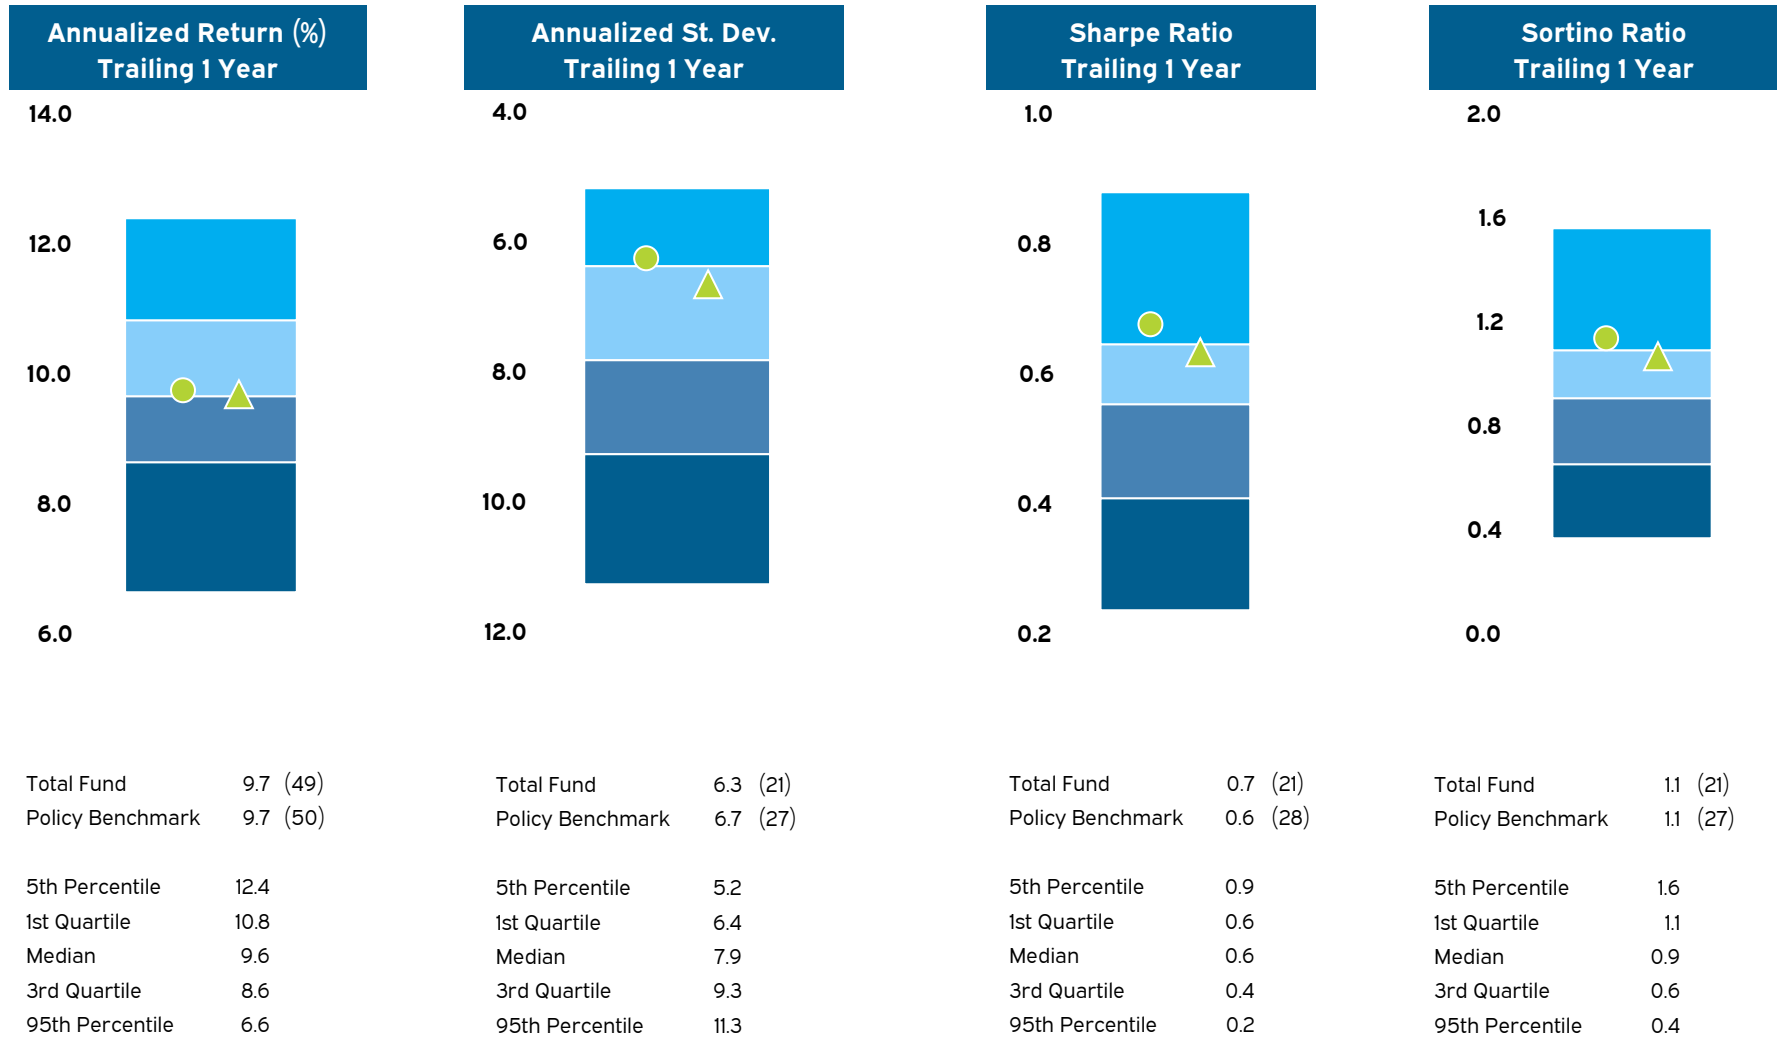 Annualized Return (%)
Trailing 1 Year
14.0
12.0
10.0
8.0
6.0
Total Fund 9.7 (49)
Policy Benchmark 9.7 (50)
5th Percentile 12.4
1st Quartile 10.8
Median 9.6
3rd Quartile 8.6
95th Percentile 6.6
Annualized St. Dev.
Trailing 1 Year
4.0
6.0
8.0
10.0
12.0
Total Fund 6.3 (21)
Policy Benchmark 6.7 (27)
5th Percentile 5.2
1st Quartile 6.4
Median 7.9
3rd Quartile 9.3
95th Percentile 11.3
Sharpe Ratio
Trailing 1 Year
1.0
0.8
0.6
0.4
0.2
Total Fund 0.7 (21)
Policy Benchmark 0.6 (28)
5th Percentile 0.9
1st Quartile 0.6
Median 0.6
3rd Quartile 0.4
95th Percentile 0.2
Sortino Ratio
Trailing 1 Year
2.0
1.6
1.2
0.8
0.4
0.0
Total Fund 1.1 (21)
Policy Benchmark 1.1 (27)
5th Percentile 1.6
1st Quartile 1.1
Median 0.9
3rd Quartile 0.6
95th Percentile 0.4